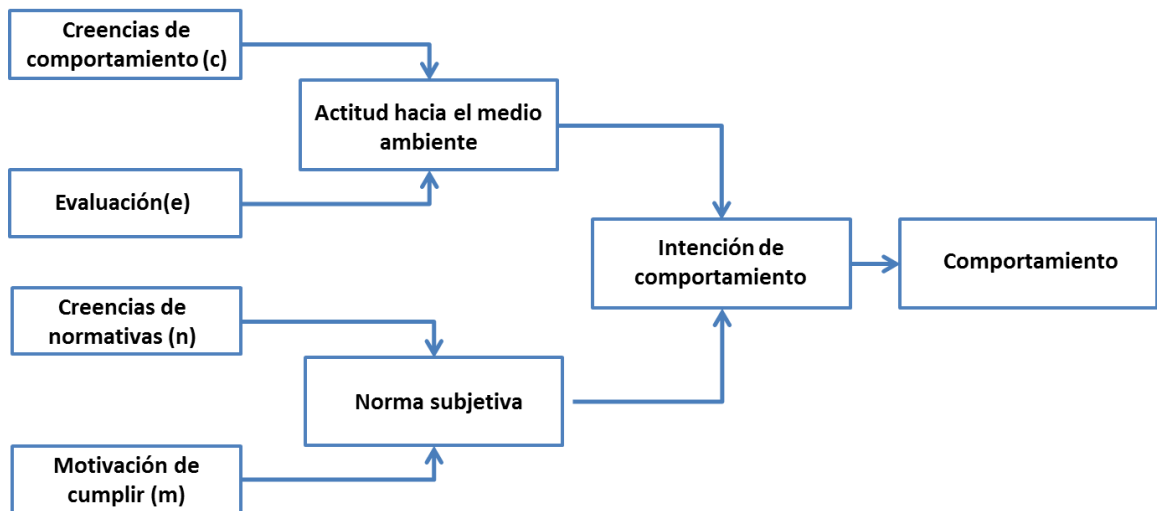 Creencias de
comportamiento (c)
Actitud hacia el medio
ambiente
Evaluación(e)
Intención de
comportamiento
Comportamiento
Creencias de
normativas (n)
Norma subjetiva
Motivación de
cumplir (m)